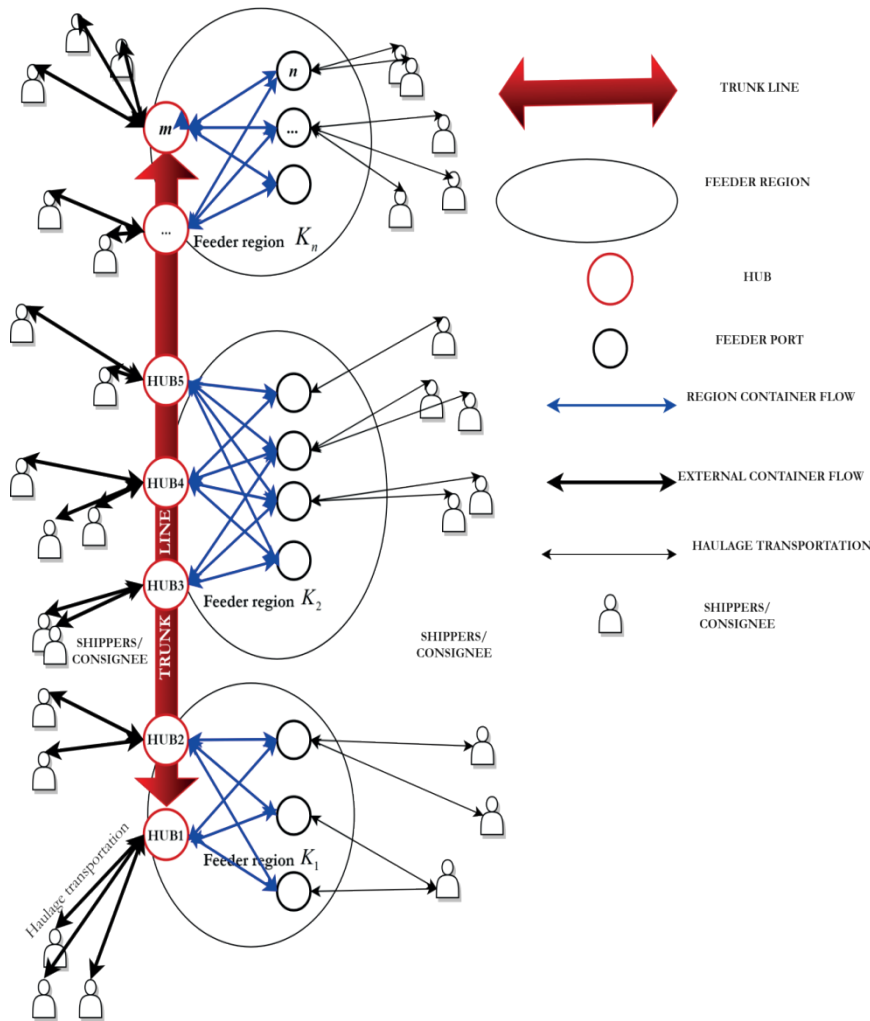 n
m
...
...
Feeder region Kn
HUB5
HUB4
HUB3
Feeder region K2
TRUNK LINE
SHIPPERS/
CONSIGNEE
SHIPPERS/
CONSIGNEE
HUB2
HUB1
Feeder region K1
Haulage transportation
TRUNK LINE
FEEDER REGION
HUB
FEEDER PORT
REGION CONTAINER FLOW
EXTERNAL CONTAINER FLOW
HAULAGE TRANSPORTATION
SHIPPERS/
CONSIGNEE